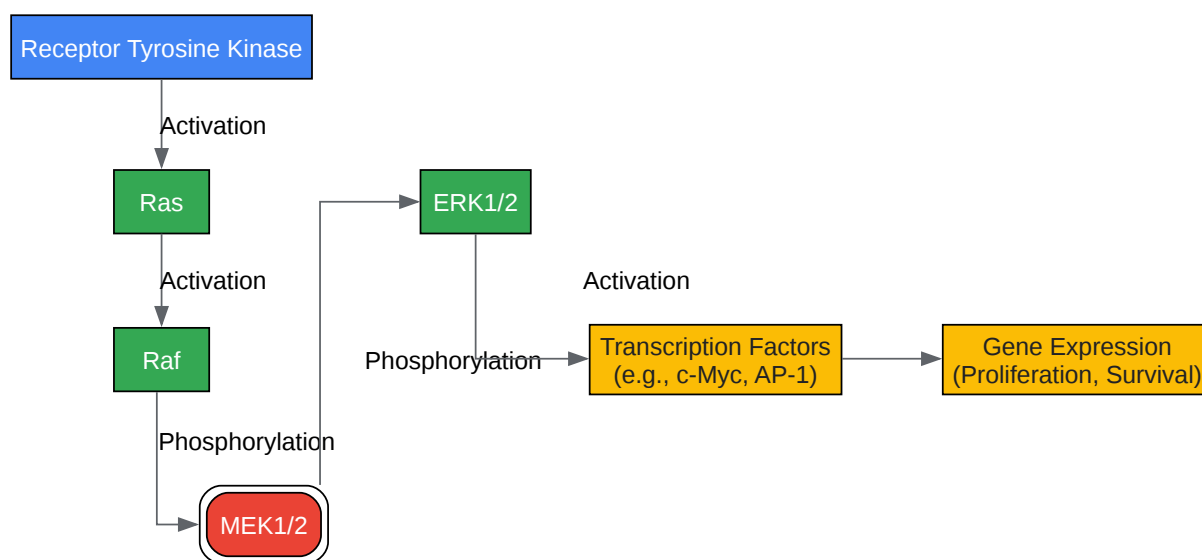 Receptor Tyrosine Kinase
Activation
Ras
ERK1/2
Activation
Activation
Raf
Phosphorylation
Transcription Factors
(e.g., c-Myc, AP-1)
Gene Expression
(Proliferation, Survival)
Phosphorylation
MEK1/2